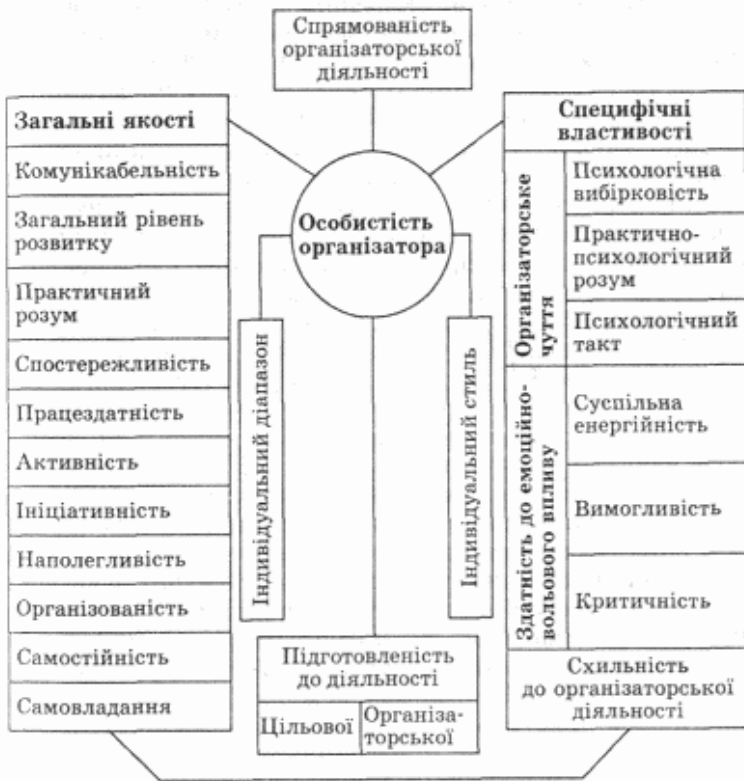 Спрямованість
організаторської
діяльності
Загальні якості
Комунікабельність
Загальний рівень
розвитку
Практичний
розум
Спостережливість
Працездатність
Активність
Ініціативність
Наполегливість
Організованість
Самостійність
Самовладання
Особистість
організатора
Індивідуальний діапазон
Індивідуальний стиль
Підготовленість
до діяльності
Цільової
Організа-
торської
Специфічні
властивості
Організаторське
чуття
Психологічна
вибірковість
Практично-
психологічний
розум
Психологічний
такт
Здатність до емоційно-
вольового впливу
Суспільна
енергійність
Вимогливість
Критичність
Схильність
до організаторської
діяльності